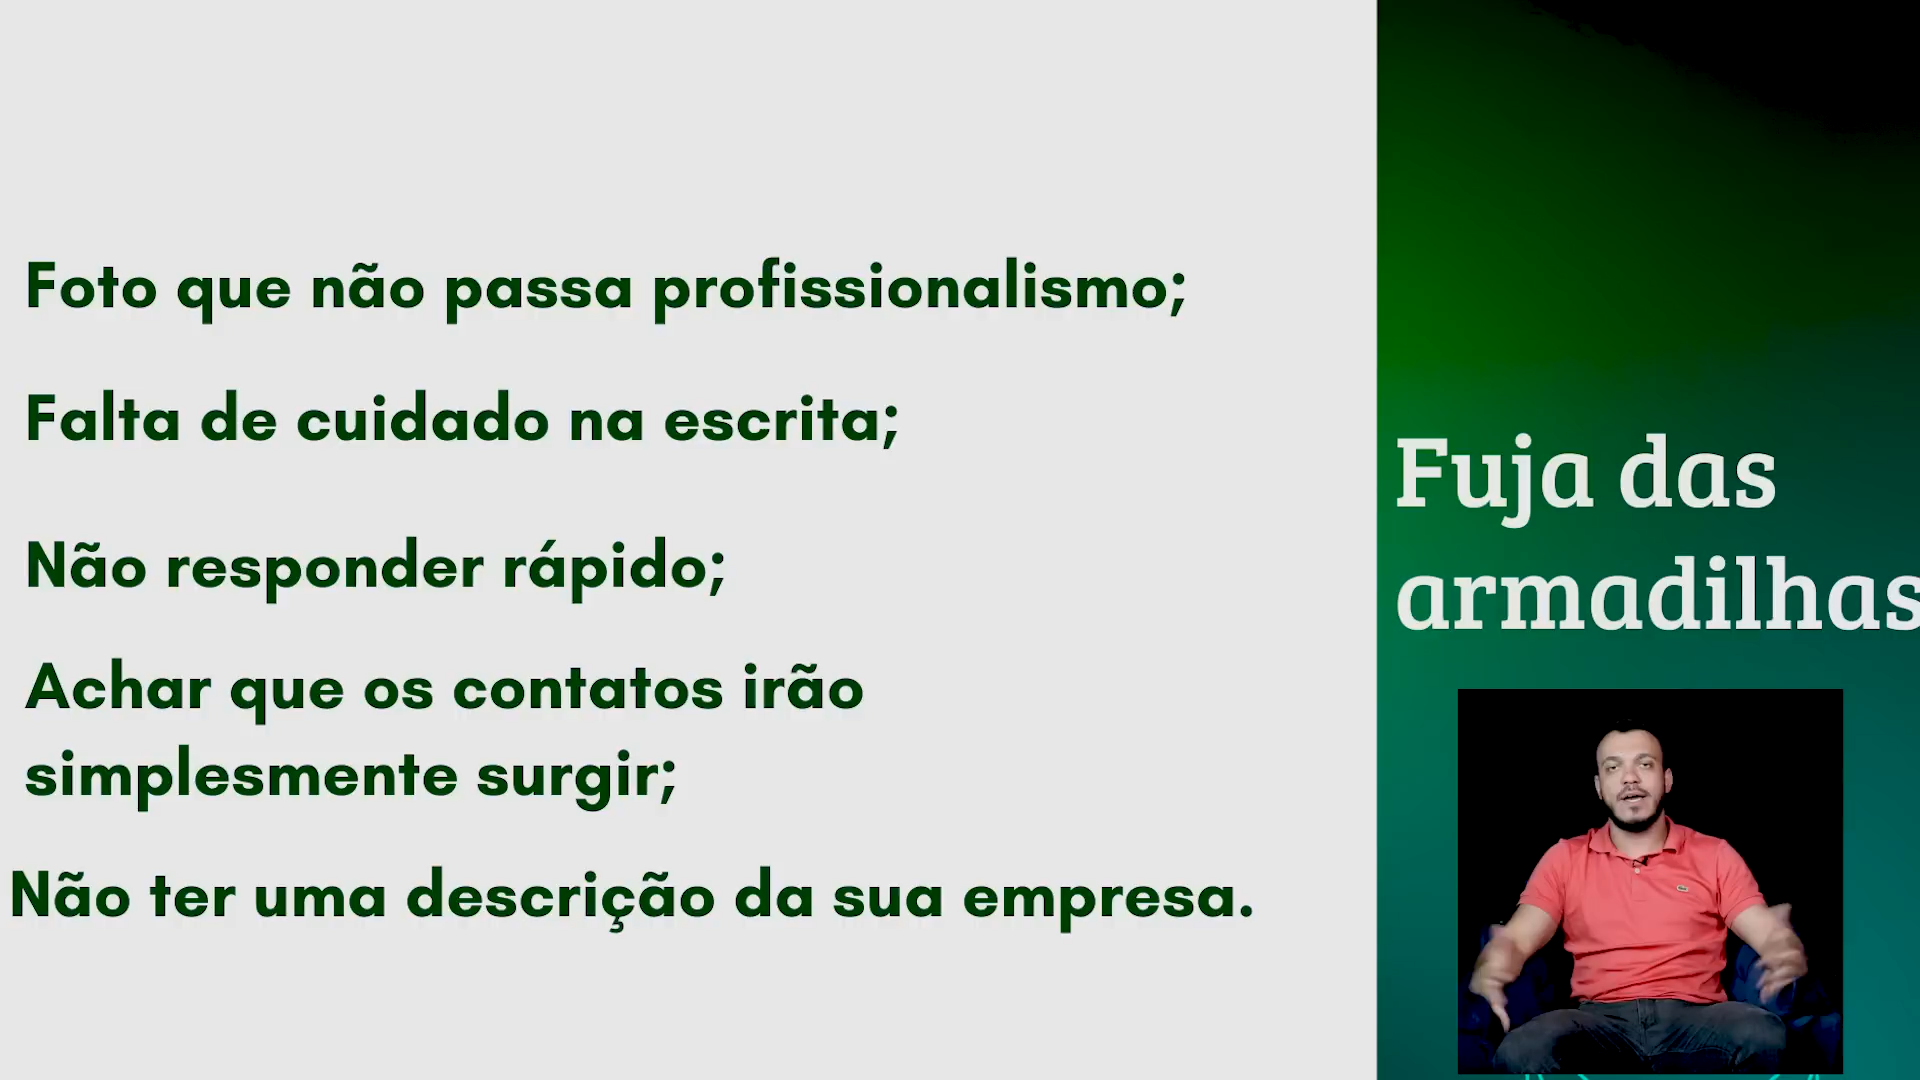 Foto que não passa profissionalismo;
Falta de cuidado na escrita;
Não responder rápido;
Achar que os contatos irão
simplesmente surgir;
Não ter uma descrição da sua empresa.
Fuja das
armadilhas